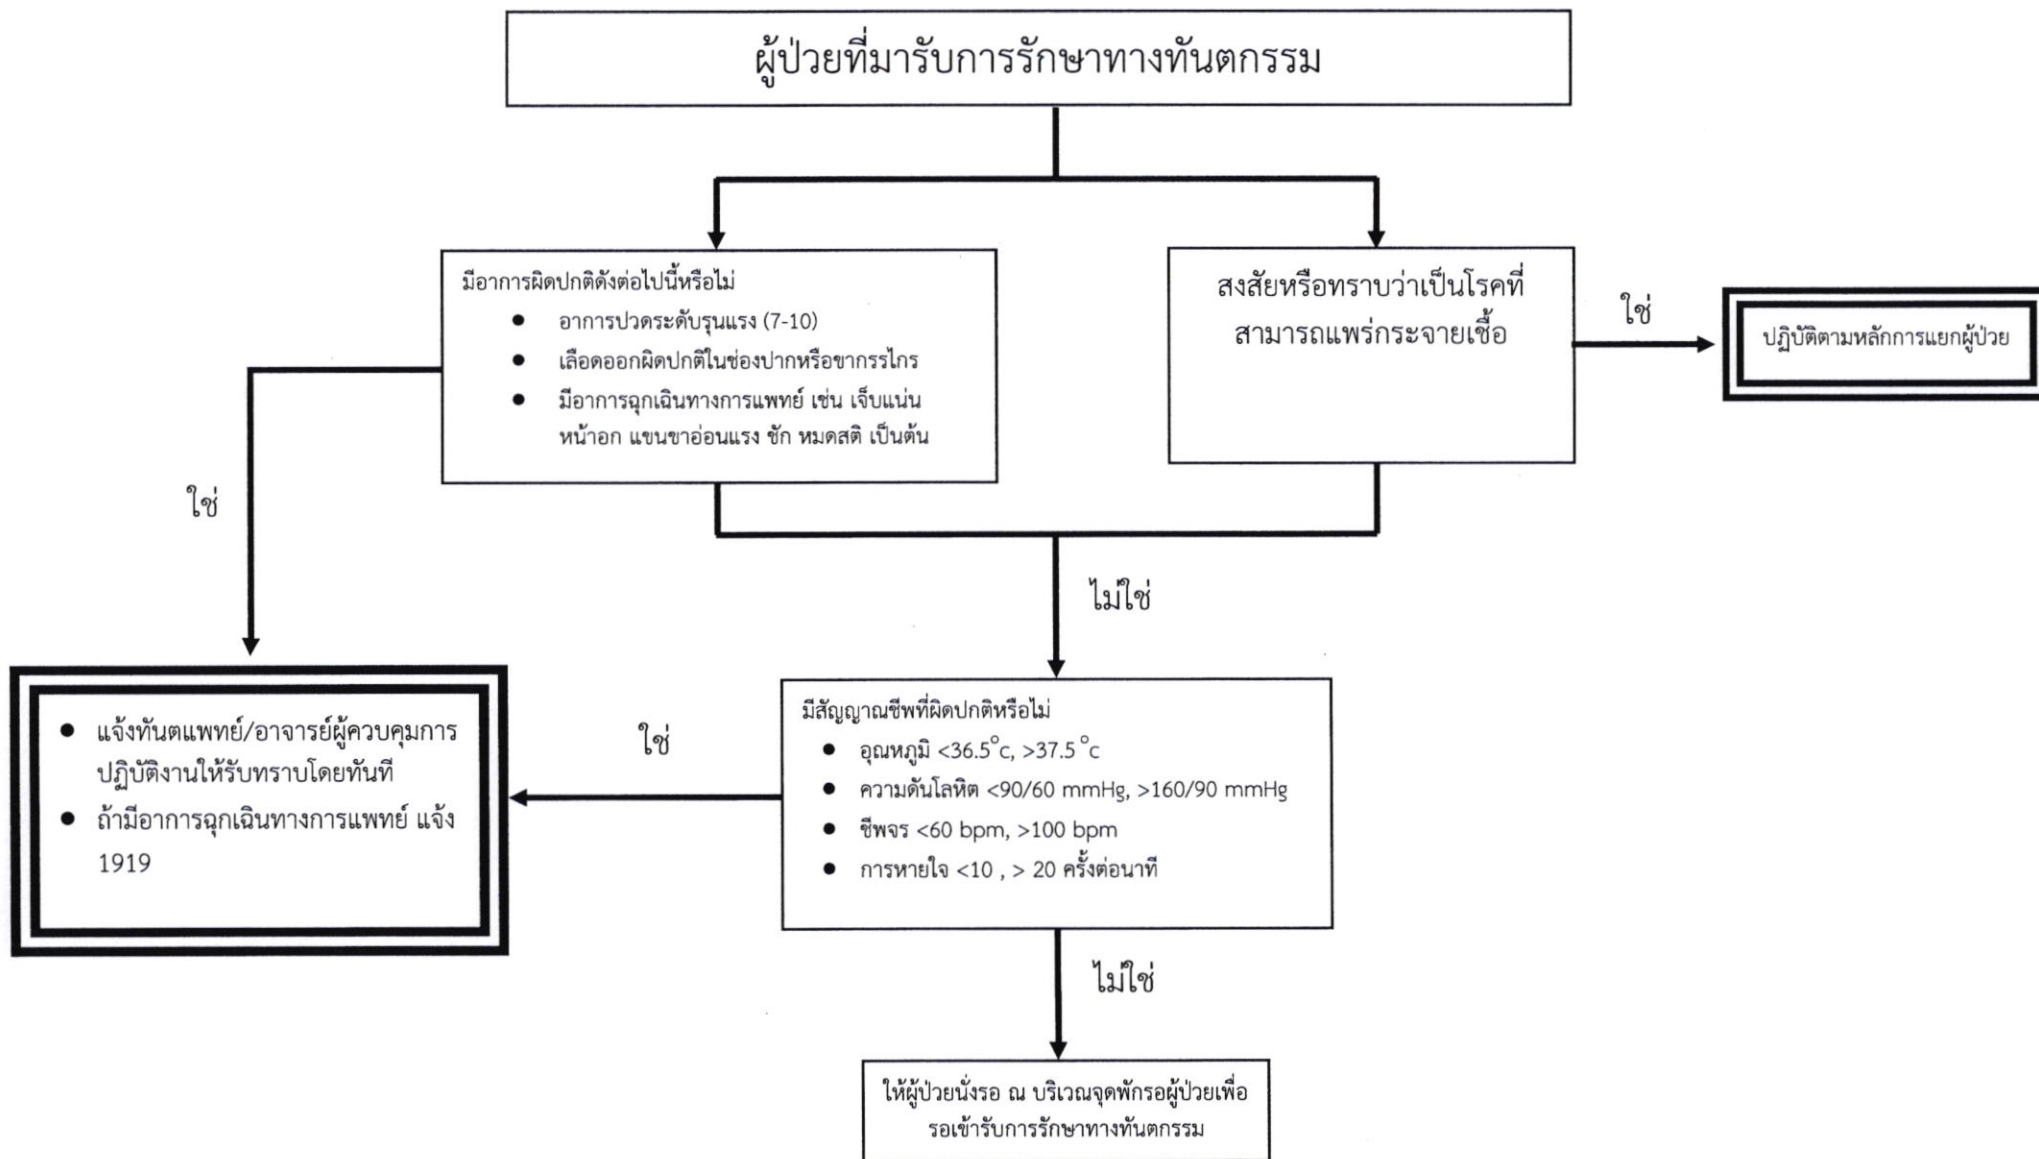 ผู้ป่วยที่มารับการรักษาทางทันตกรรม
มีอาการผิดปกติดังต่อไปนี้หรือไม่
● อาการปวดระดับรุนแรง (7-10)
● เลือดออกผิดปกติในช่องปากหรือขากรรไกร
● มีอาการฉุกเฉินทางการแพทย์ เช่น เจ็บแน่น
หน้าอก แขนขาอ่อนแรง ชัก หมดสติ เป็นต้น
สงสัยหรือทราบว่าเป็นโรคที่
สามารถแพร่กระจายเชื้อ
ใช่
ปฏิบัติตามหลักการแยกผู้ป่วย
ใช่
ไม่ใช่
● แจ้งทันตแพทย์/อาจารย์ผู้ควบคุมการ
ปฏิบัติงานให้รับทราบโดยทันที
● ถ้ามีอาการฉุกเฉินทางการแพทย์ แจ้ง
1919
ใช่
มีสัญญาณชีพที่ผิดปกติหรือไม่
● อุณหภูมิ <36.5°c, >37.5 °c
● ความดันโลหิต <90/60 mmHg, >160/90 mmHg
● ชีพจร <60 bpm, >100 bpm
● การหายใจ <10 , > 20 ครั้งต่อนาที
ไม่ใช่
ให้ผู้ป่วยนั่งรอ ณ บริเวณจุดพักรอผู้ป่วยเพื่อ
รอเข้ารับการรักษาทางทันตกรรม